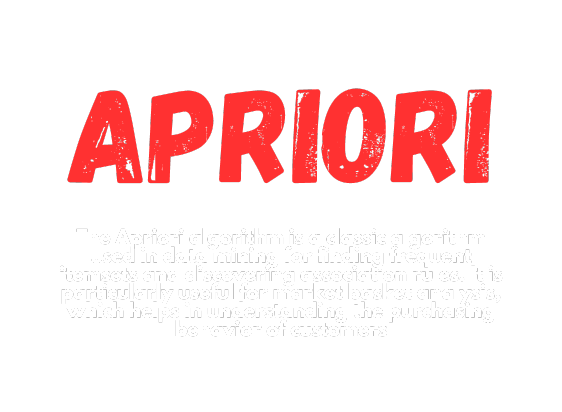 APRIORI
The Apriori algorithm is a classic algorithm
used in data mining for finding frequent
itemsets and discovering association rules. It is
particularly useful for market basket analysis,
which helps in understanding the purchasing
behavior of customers